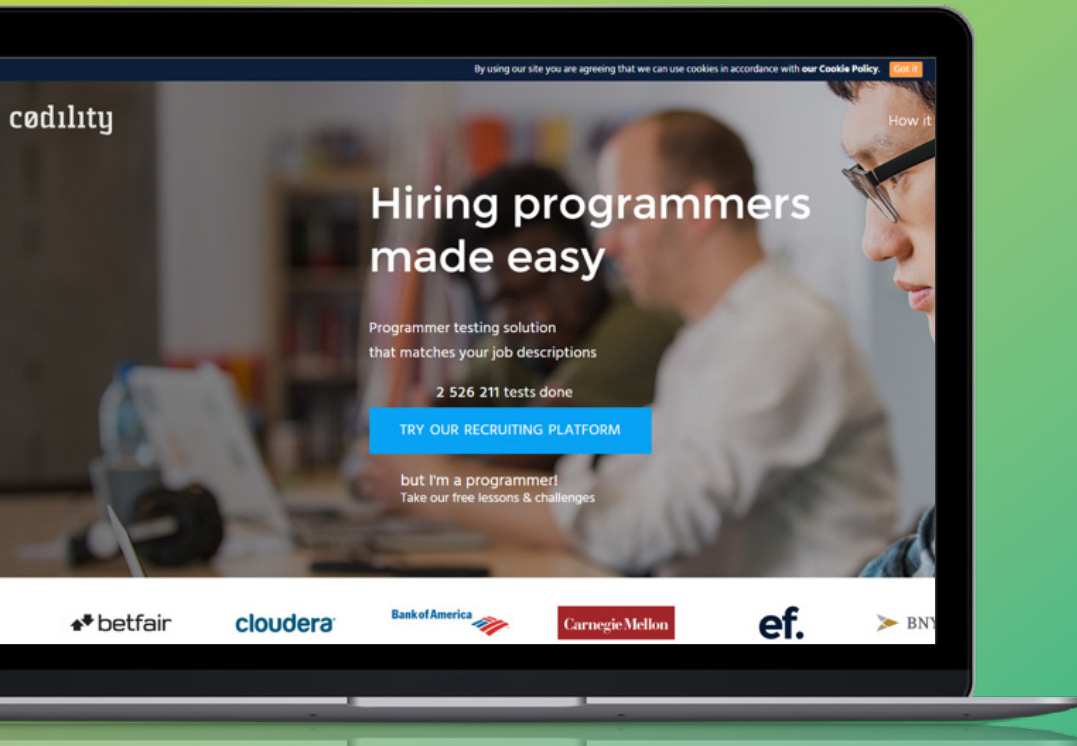 By using our site you are agreeing that we can use cookies in accordance with our Cookie Policy. Got it
cødılıty
How it
Hiring programmers
made easy
Programmer testing solution
that matches your job descriptions
2 526 211 tests done
TRY OUR RECRUITING PLATFORM
but I'm a programmer!
Take our free lessons & challenges
betfair
cloudera
Bank of America
Carnegie Mellon
ef.
BNY